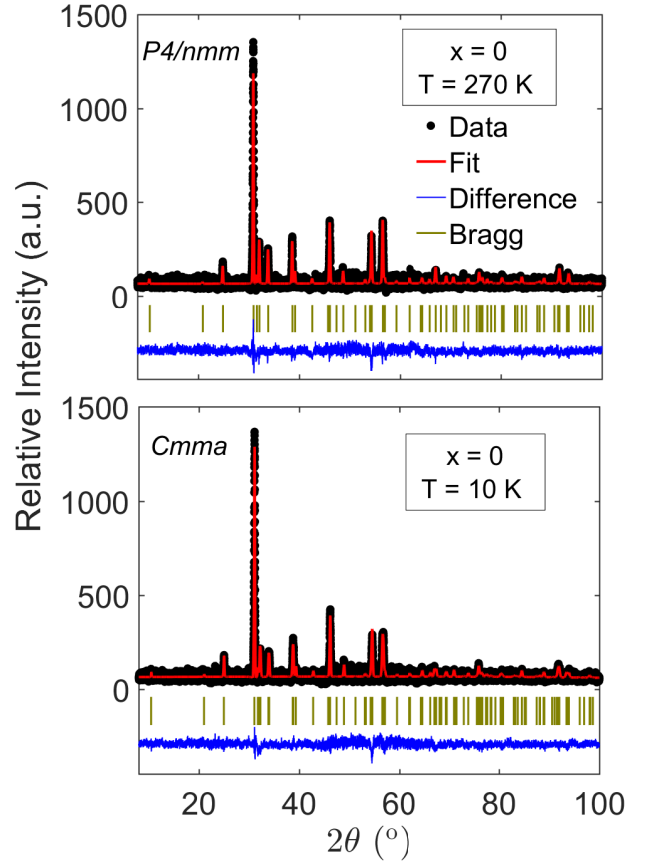 P4/nmm
x = 0
T = 270 K
Data
Fit
Difference
Bragg
1500
1000
500
0
Relative Intensity (a.u.)
Cmma
x = 0
T = 10 K
1500
1000
500
0
20 40 60 80 100
2θ (°)